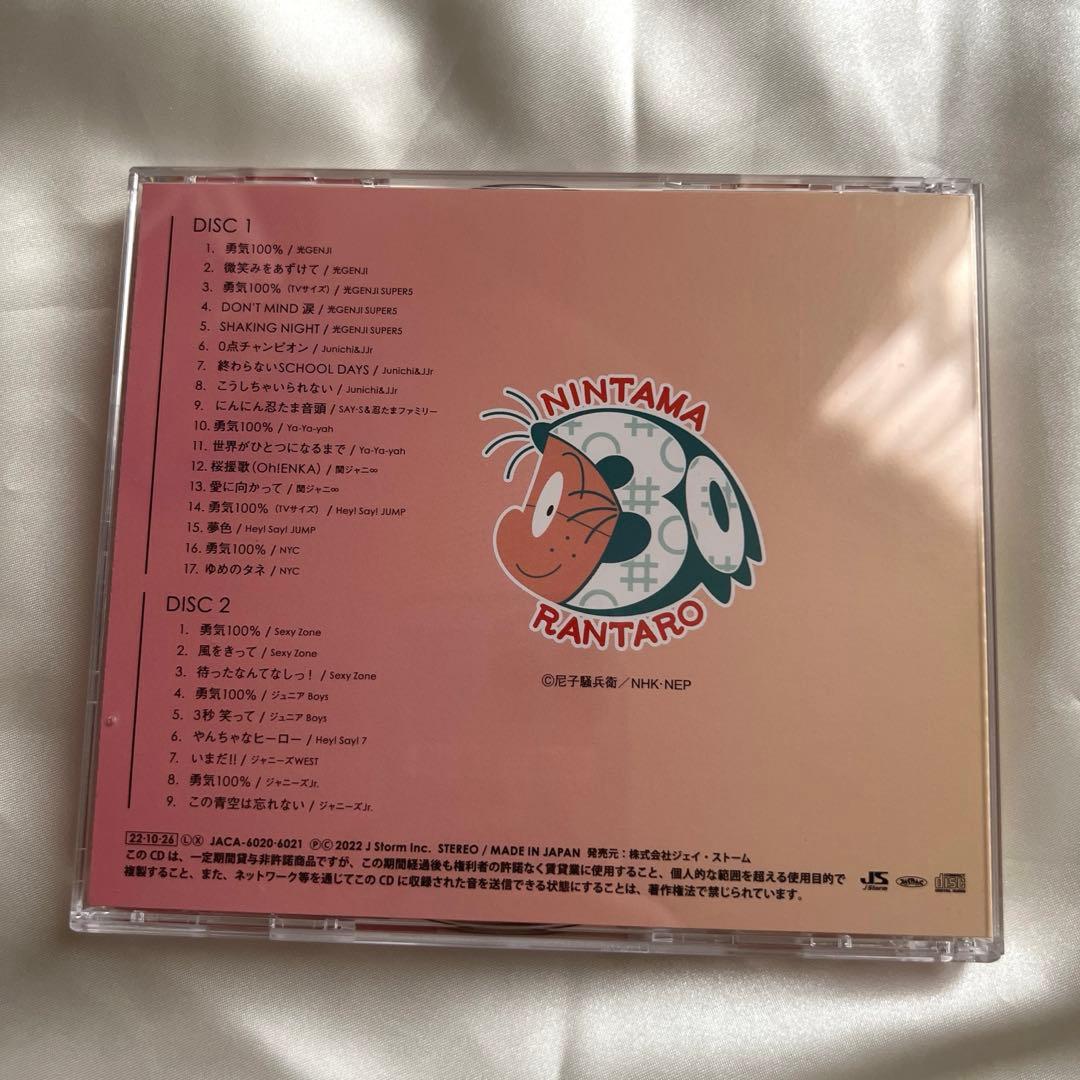 DISC 1
1. 勇気100% / 光GENJI
2. 微笑みをあずけて / 光GENJI
3. 勇気100% (TVサイズ) / 光GENJI SUPER5
4. DON'T MIND 涙 / 光GENJI SUPER5
5. SHAKING NIGHT / 光GENJI SUPER5
6. 0点チャンピオン / Junichi&JJr
7. 終わらないSCHOOL DAYS / Junichi&JJr
8. こうしちゃいられない / Junichi&JJr
9. にんにん忍たま音頭 / SAY・S&忍たまファミリー
10. 勇気100% / Ya-Ya-yah
11. 世界がひとつになるまで / Ya-Ya-yah
12. 桜援歌(Oh!ENKA) / 関ジャニ∞
13. 愛に向かって / 関ジャニ∞
14. 勇気100% (TVサイズ) / Hey! Say! JUMP
15. 夢色 / Hey! Say! JUMP
16. 勇気100% / NYC
17. ゆめのタネ / NYC
DISC 2
1. 勇気100% / Sexy Zone
2. 風をきって / Sexy Zone
3. 待ったなんてなしっ! / Sexy Zone
4. 勇気100% / ジュニア Boys
5. 3秒 笑って / ジュニア Boys
6. やんちゃなヒーロー / Hey! Say! 7
7. いまだ!! / ジャニーズWEST
8. 勇気100% / ジャニーズJr.
9. この青空は忘れない / ジャニーズJr.
NINTAMA
30
RANTARO
©尼子騒兵衛/NHK・NEP
22・10・26 Ⓛ Ⓧ JACA-6020・6021 ℗© 2022 J Storm Inc. STEREO / MADE IN JAPAN 発売元:株式会社ジェイ・ストーム
このCDは、一定期間貸与非許諾商品ですが、この期間経過後も権利者の許諾なく賃貸業に使用すること、個人的な範囲を超える使用目的で
複製すること、また、ネットワーク等を通じてこのCDに収録された音を送信できる状態にすることは、著作権法で禁じられています。
JS
J Storm
disc
DIGITAL AUDIO